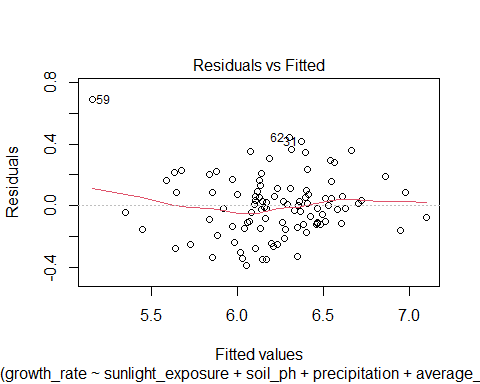 Residuals vs Fitted
Residuals
0.8
0.4
0.0
-0.4
59
62
31
5.5 6.0 6.5 7.0
Fitted values
(growth_rate ~ sunlight_exposure + soil_ph + precipitation + average_